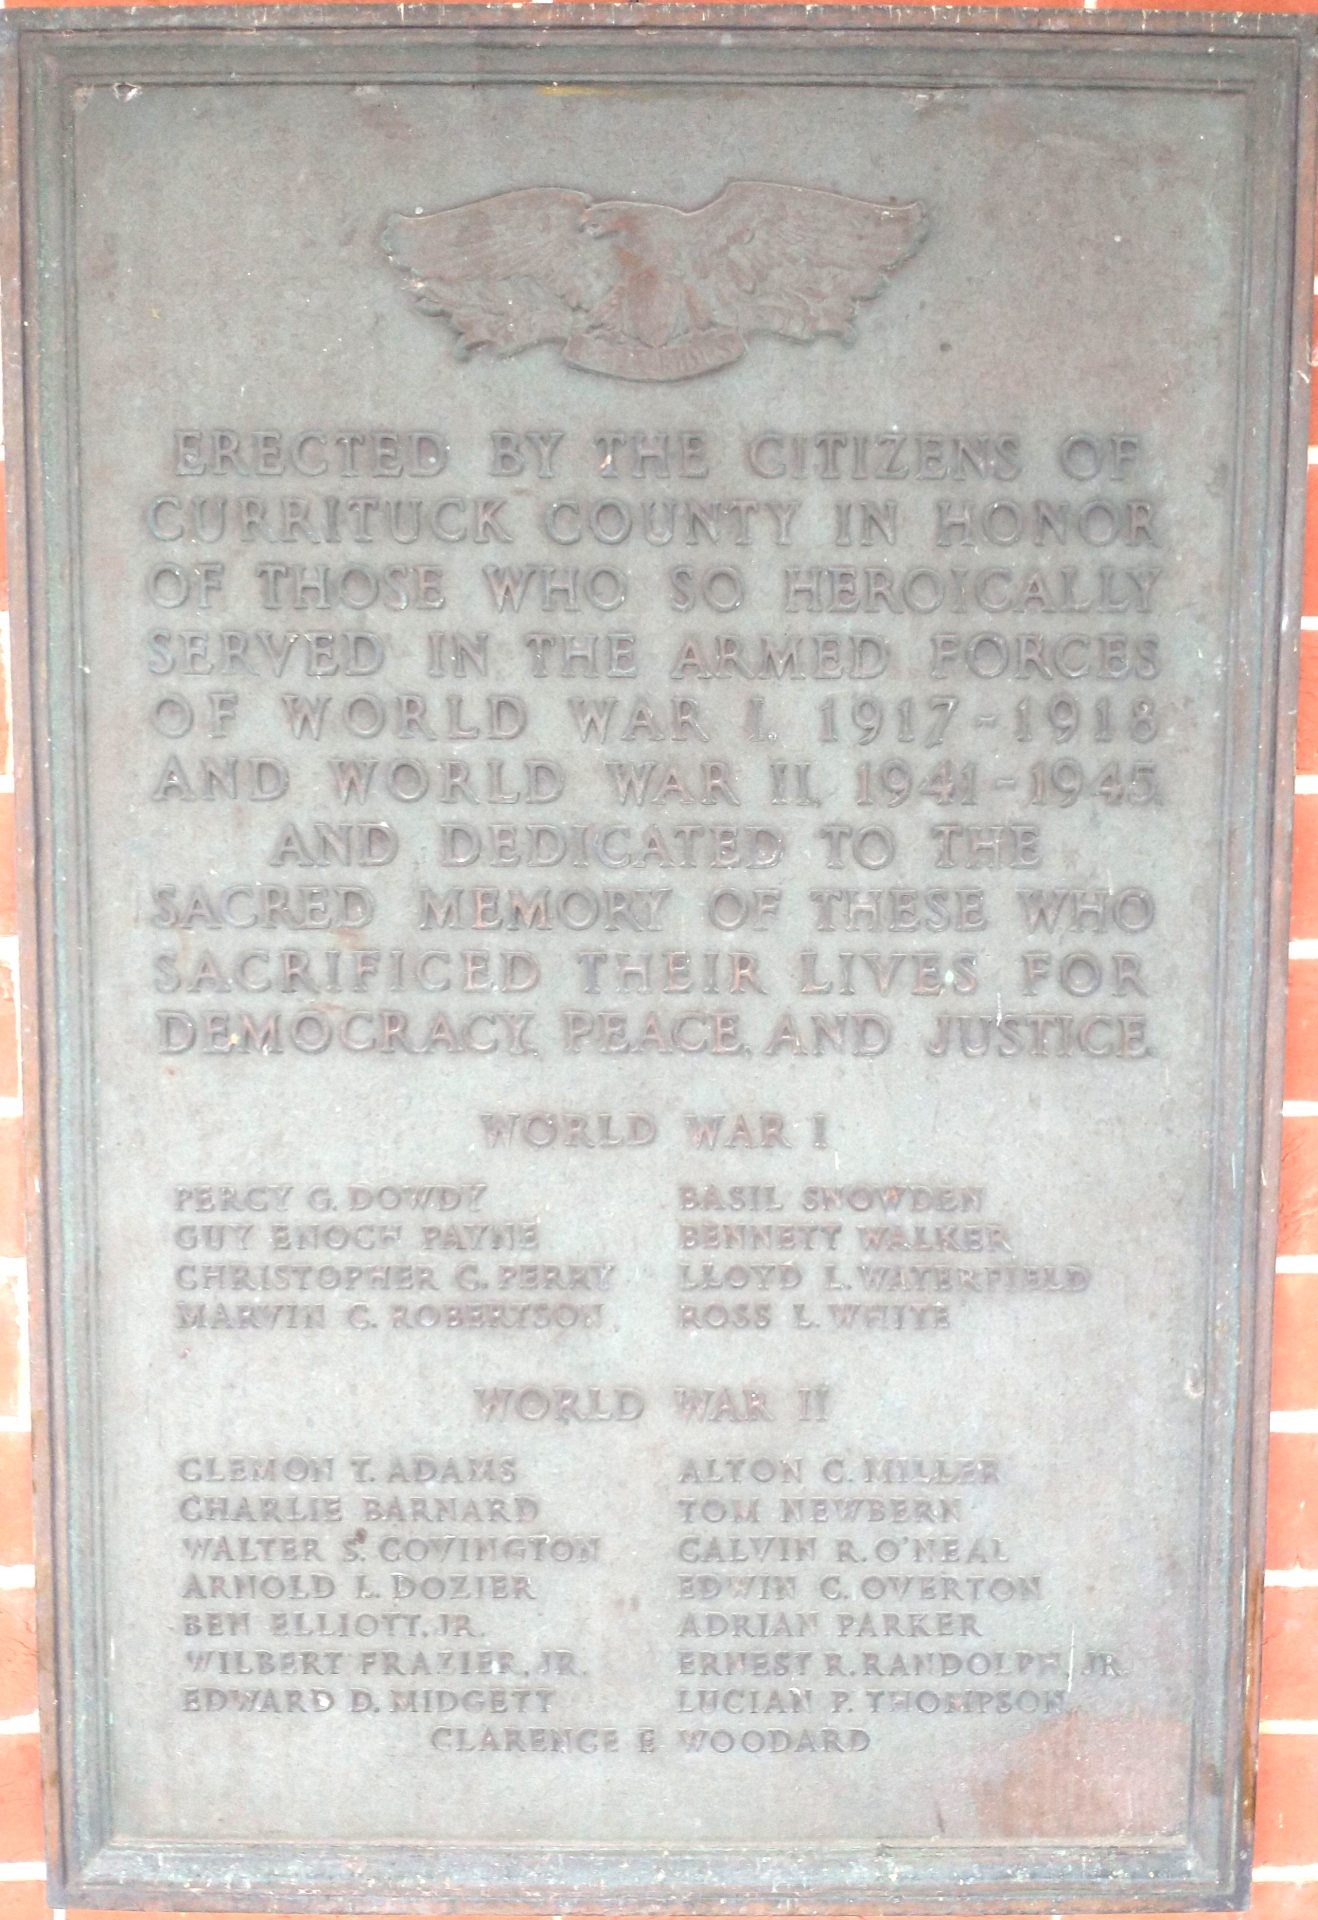 ERECTED BY THE CITIZENS OF
CURRITUCK COUNTY IN HONOR
OF THOSE WHO SO HEROICALLY
SERVED IN THE ARMED FORCES
OF WORLD WAR I, 1917-1918
AND WORLD WAR II, 1941-1945,
AND DEDICATED TO THE
SACRED MEMORY OF THESE WHO
SACRIFICED THEIR LIVES FOR
DEMOCRACY, PEACE, AND JUSTICE.
WORLD WAR I
PERCY G. DOWDY
GUY ENOCH PAYNE
CHRISTOPHER C. PERRY
MARVIN C. ROBERTSON
BASIL SNOWDEN
BENNETT WALKER
LLOYD L. WATERFIELD
ROSS L. WHITE
WORLD WAR II
CLEMON T. ADAMS
CHARLIE BARNARD
WALTER S. COVINGTON
ARNOLD L. DOZIER
BEN ELLIOTT, JR.
WILBERT FRAZIER, JR.
EDWARD D. MIDGETT
ALTON C. MILLER
TOM NEWBERN
CALVIN R. O'NEAL
EDWIN C. OVERTON
ADRIAN PARKER
ERNEST R. RANDOLPH, JR.
LUCIAN P. THOMPSON
CLARENCE E. WOODARD